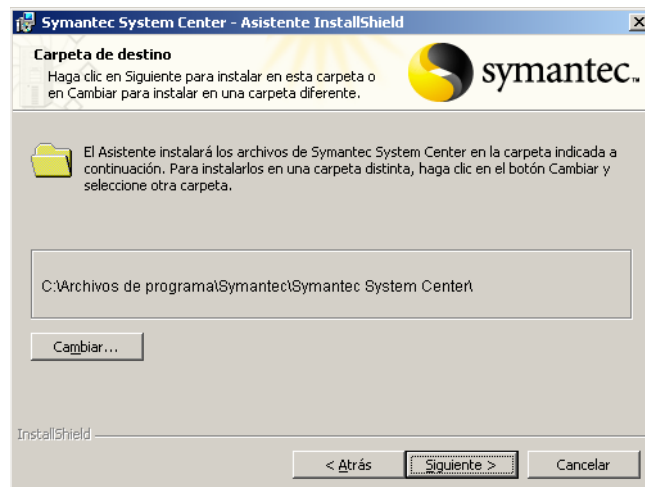 Symantec System Center - Asistente InstallShield
Carpeta de destino
Haga clic en Siguiente para instalar en esta carpeta o
en Cambiar para instalar en una carpeta diferente.
symantec.™
El Asistente instalará los archivos de Symantec System Center en la carpeta indicada a
continuación. Para instalarlos en una carpeta distinta, haga clic en el botón Cambiar y
seleccione otra carpeta.
C:\Archivos de programa\Symantec\Symantec System Center\
Cambiar...
InstallShield
< Atrás
Siguiente >
Cancelar